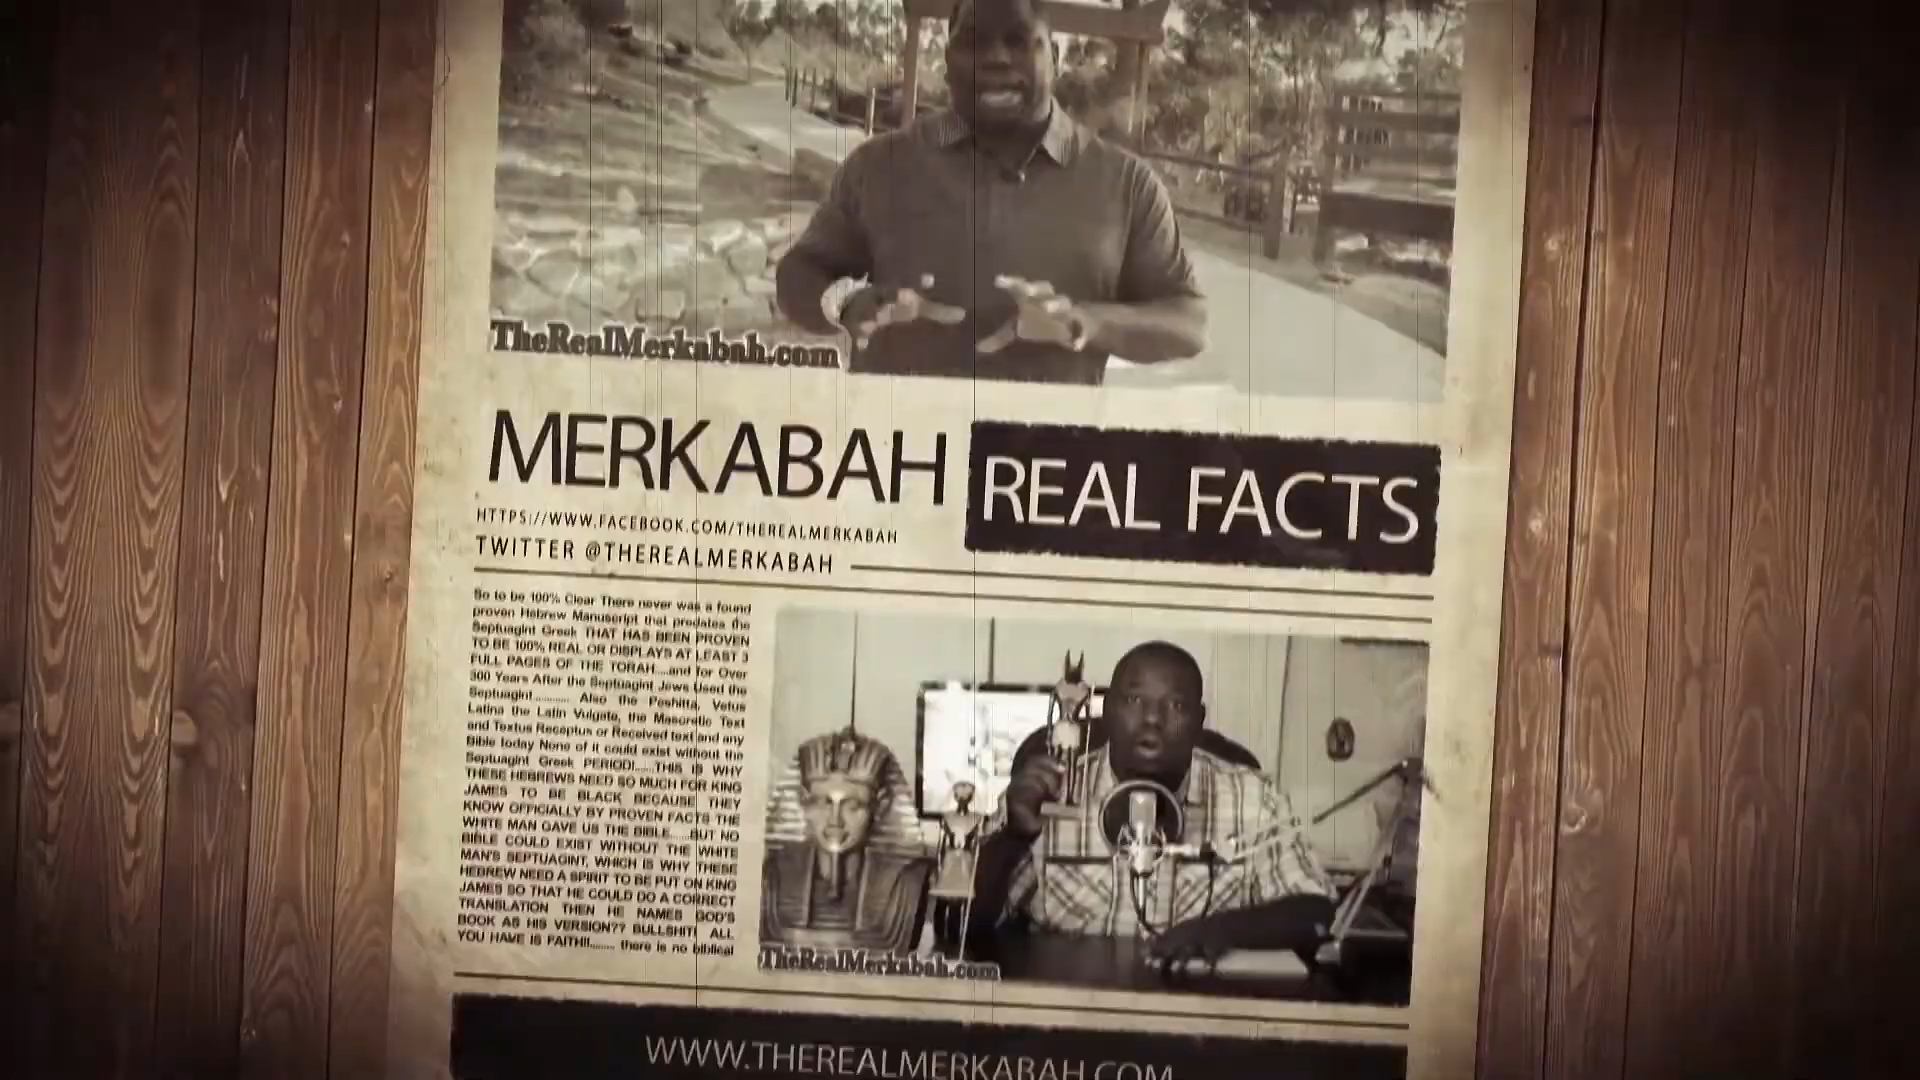 TheRealMerkabah.com
MERKABAH REAL FACTS
HTTPS://WWW.FACEBOOK.COM/THEREALMERKABAH
TWITTER @THEREALMERKABAH
So to be 100% Clear There never was a found
proven Hebrew Manuscript that predates the
Septuagint Greek THAT HAS BEEN PROVEN
TO BE 100% REAL OR DISPLAYS AT LEAST 3
FULL PAGES OF THE TORAH....and for Over
300 Years After the Septuagint Jews Used the
Septuagint............ Also the Peshitta, Vetus
Latina the Latin Vulgate, the Masoretic Text
and Textus Receptus or Received text and any
Bible today None of it could exist without the
Septuagint Greek PERIOD!......THIS IS WHY
THESE HEBREWS NEED SO MUCH FOR KING
JAMES TO BE BLACK BECAUSE THEY
KNOW OFFICIALLY BY PROVEN FACTS THE
WHITE MAN GAVE US THE BIBLE.....BUT NO
BIBLE COULD EXIST WITHOUT THE WHITE
MAN'S SEPTUAGINT, WHICH IS WHY THESE
HEBREW NEED A SPIRIT TO BE PUT ON KING
JAMES SO THAT HE COULD DO A CORRECT
TRANSLATION THEN HE NAMES GOD'S
BOOK AS HIS VERSION?? BULLSHIT! ALL
YOU HAVE IS FAITH!!........ there is no biblical
TheRealMerkabah.com
WWW.THEREALMERKABAH.COM